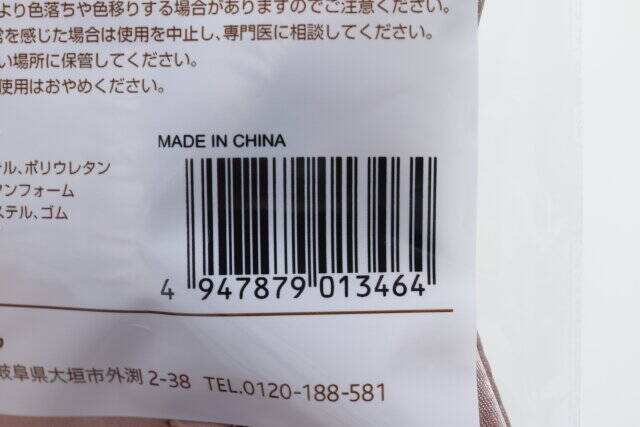 より色落ちや色移りする場合がありますのでご注意ください。
を感じた場合は使用を中止し、専門医に相談してください。
い場所に保管してください。
使用はおやめください。
MADE IN CHINA
ル、ポリウレタン
ンフォーム
ステル、ゴム
4 947879 013464
岐阜県大垣市外渕 2-38 TEL.0120-188-581